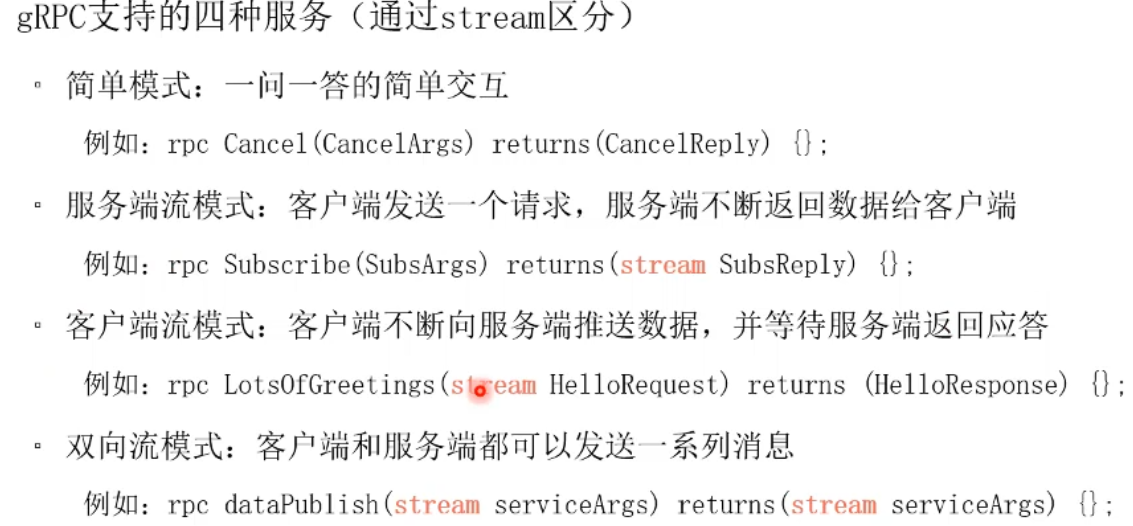 gRPC支持的四种服务（通过stream区分）
▫ 简单模式：一问一答的简单交互
例如：rpc Cancel(CancelArgs) returns(CancelReply) {};
▫ 服务端流模式：客户端发送一个请求，服务端不断返回数据给客户端
例如：rpc Subscribe(SubsArgs) returns(stream SubsReply) {};
▫ 客户端流模式：客户端不断向服务端推送数据，并等待服务端返回应答
例如：rpc LotsOfGreetings(stream HelloRequest) returns (HelloResponse) {};
▫ 双向流模式：客户端和服务端都可以发送一系列消息
例如：rpc dataPublish(stream serviceArgs) returns(stream serviceArgs) {};